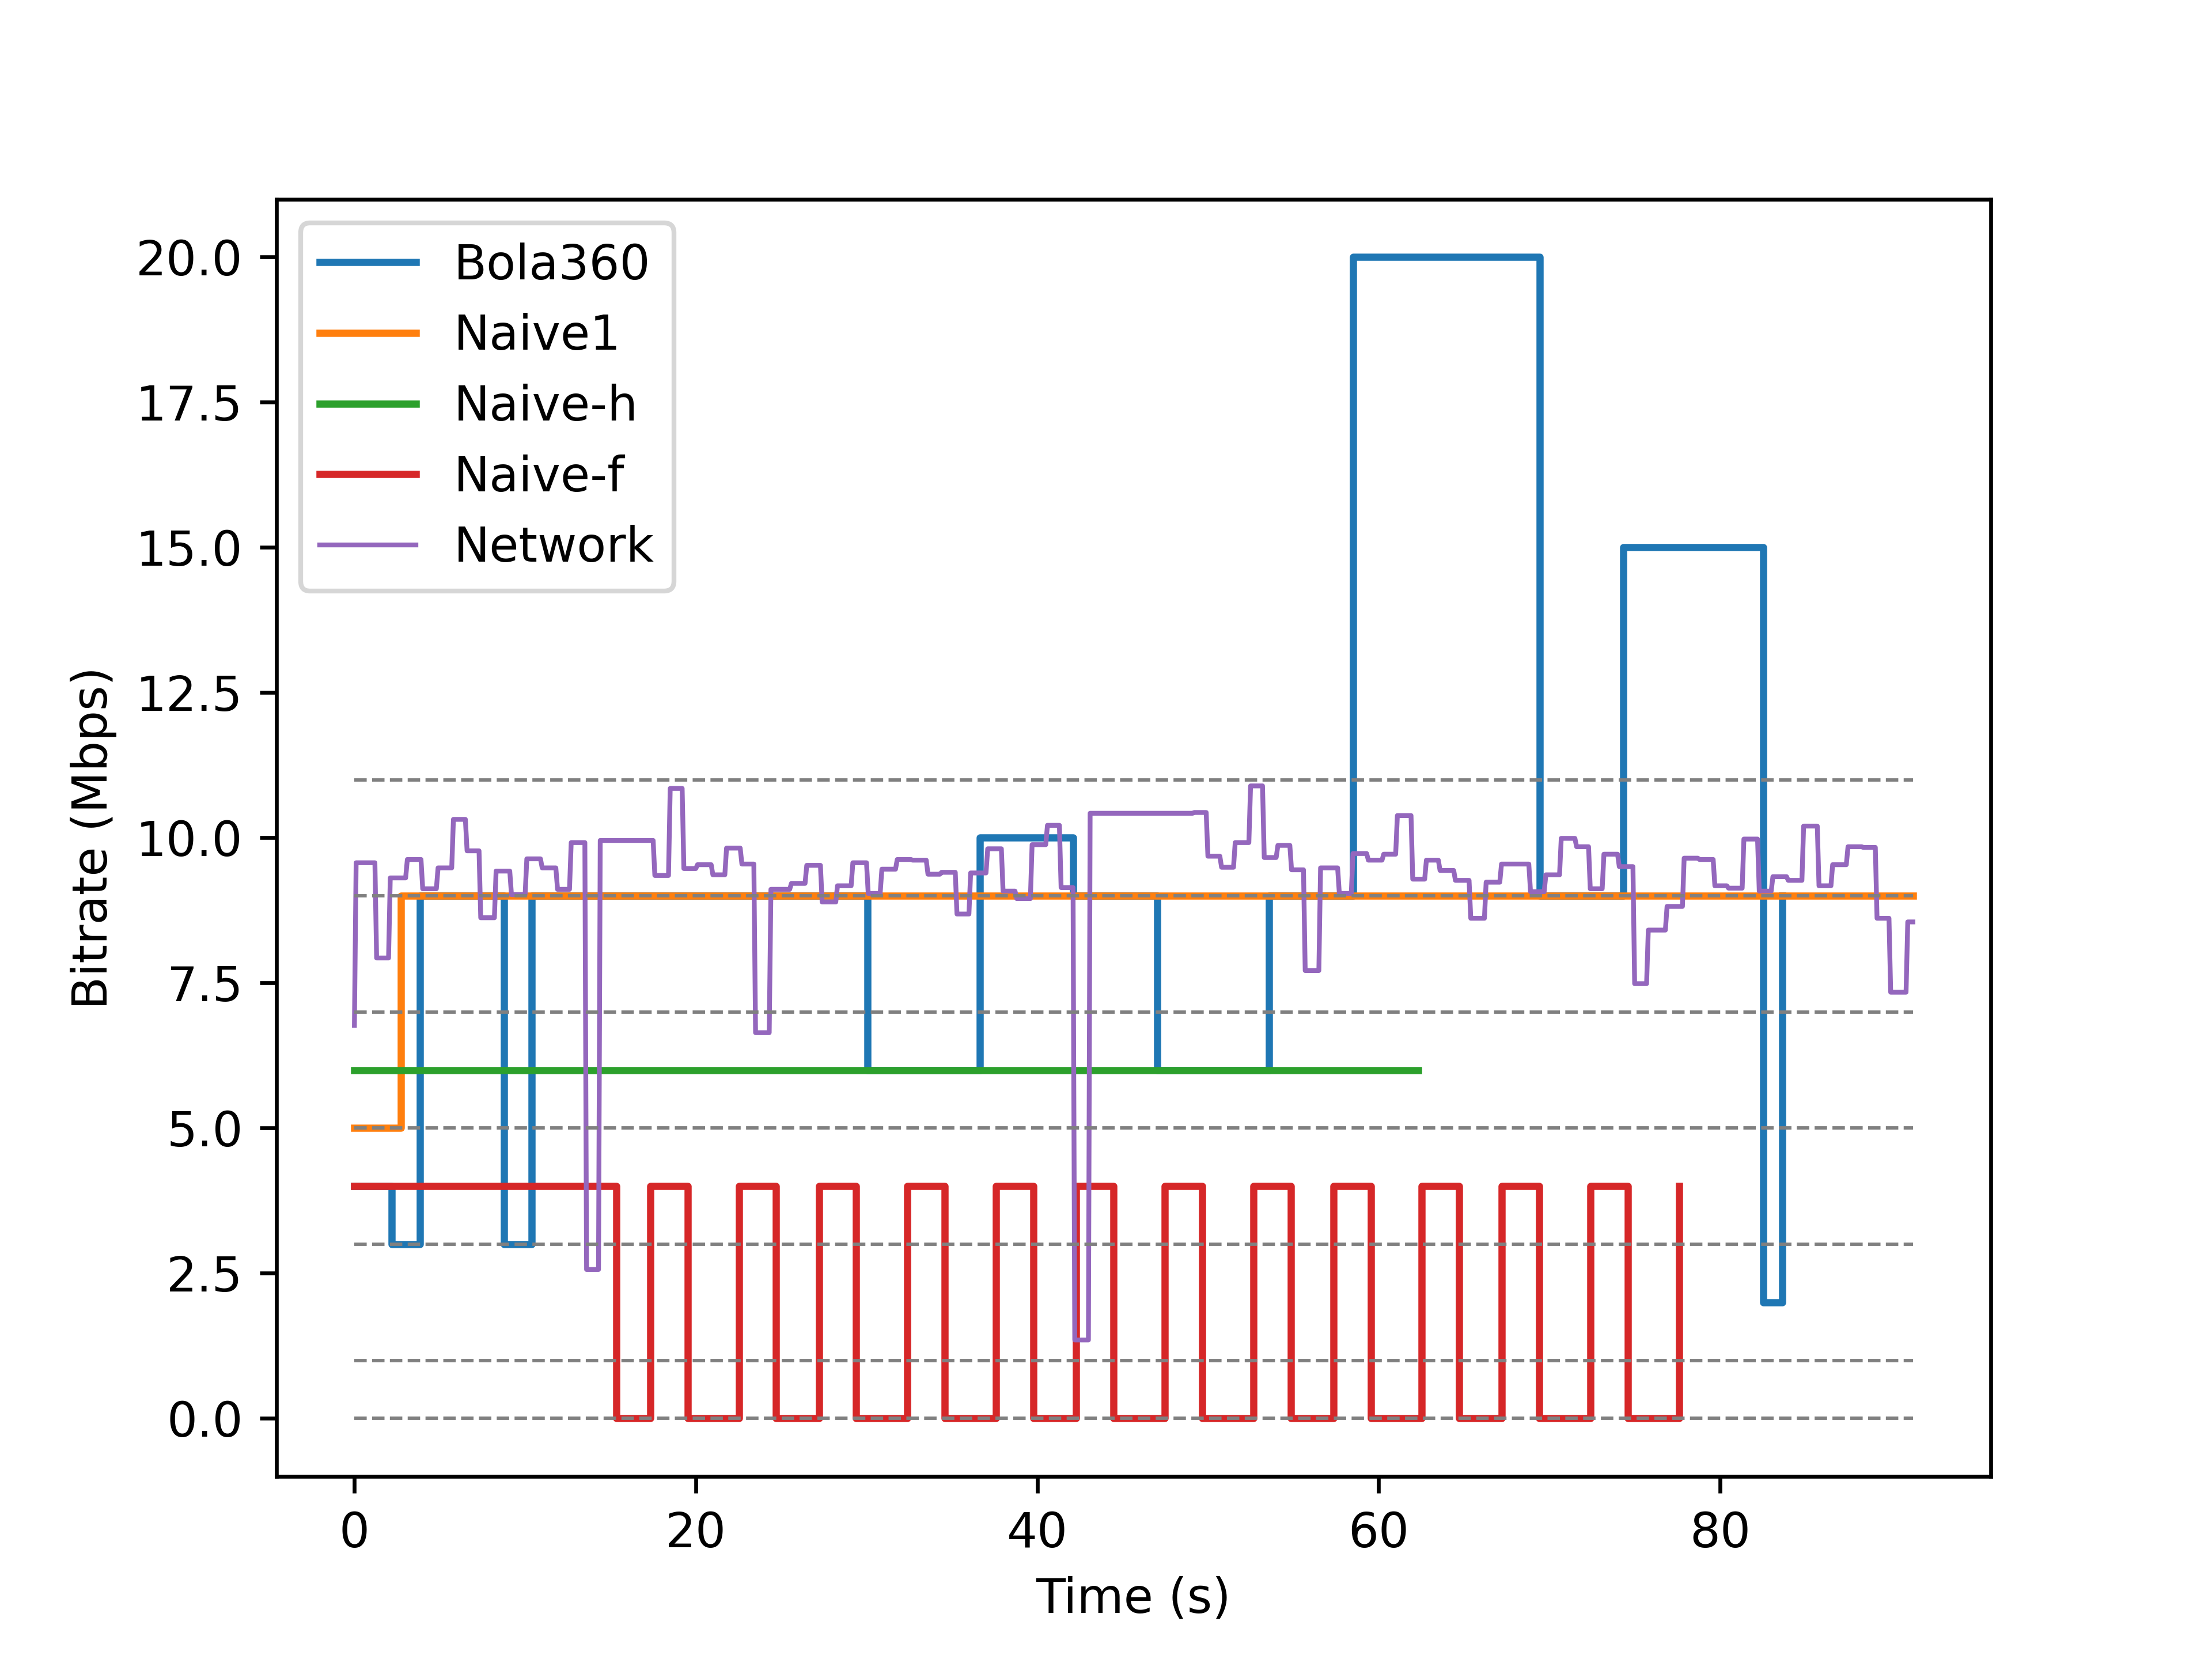 Bola360
Naive1
Naive-h
Naive-f
Network
20.0
17.5
15.0
12.5
10.0
7.5
5.0
2.5
0.0
Bitrate (Mbps)
0 20 40 60 80
Time (s)